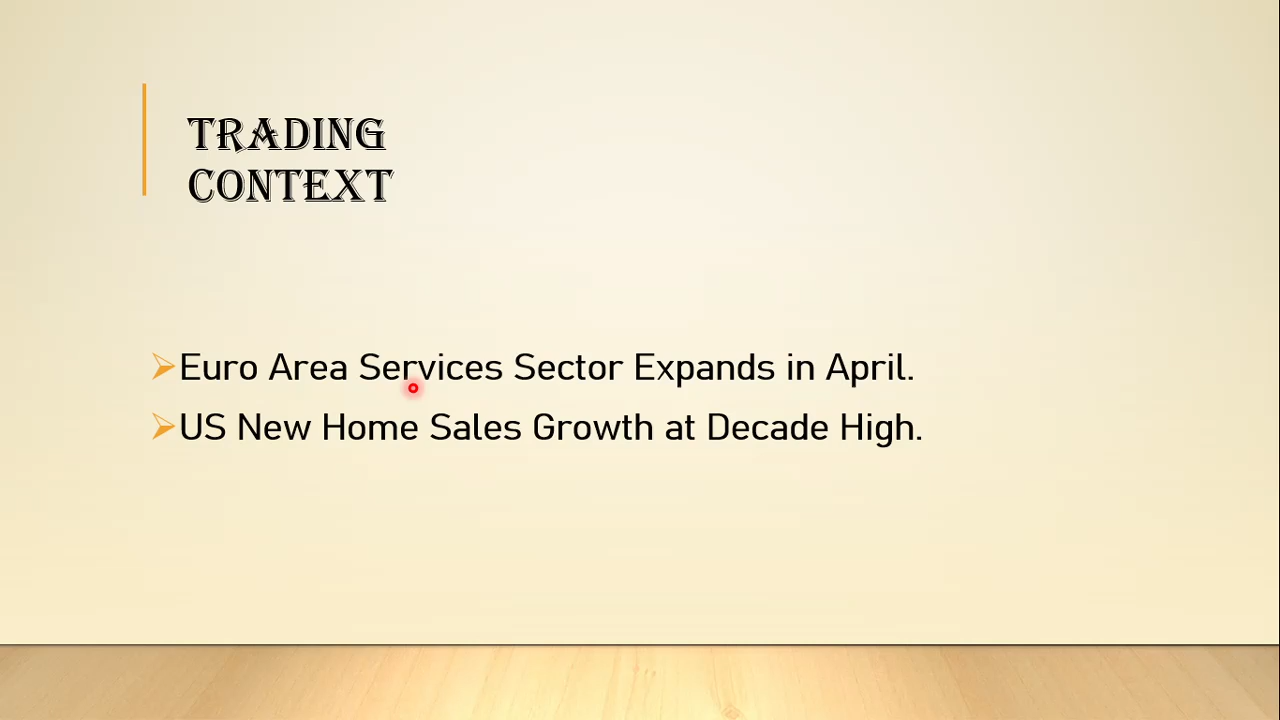 TRADING
CONTEXT
Euro Area Services Sector Expands in April.
US New Home Sales Growth at Decade High.